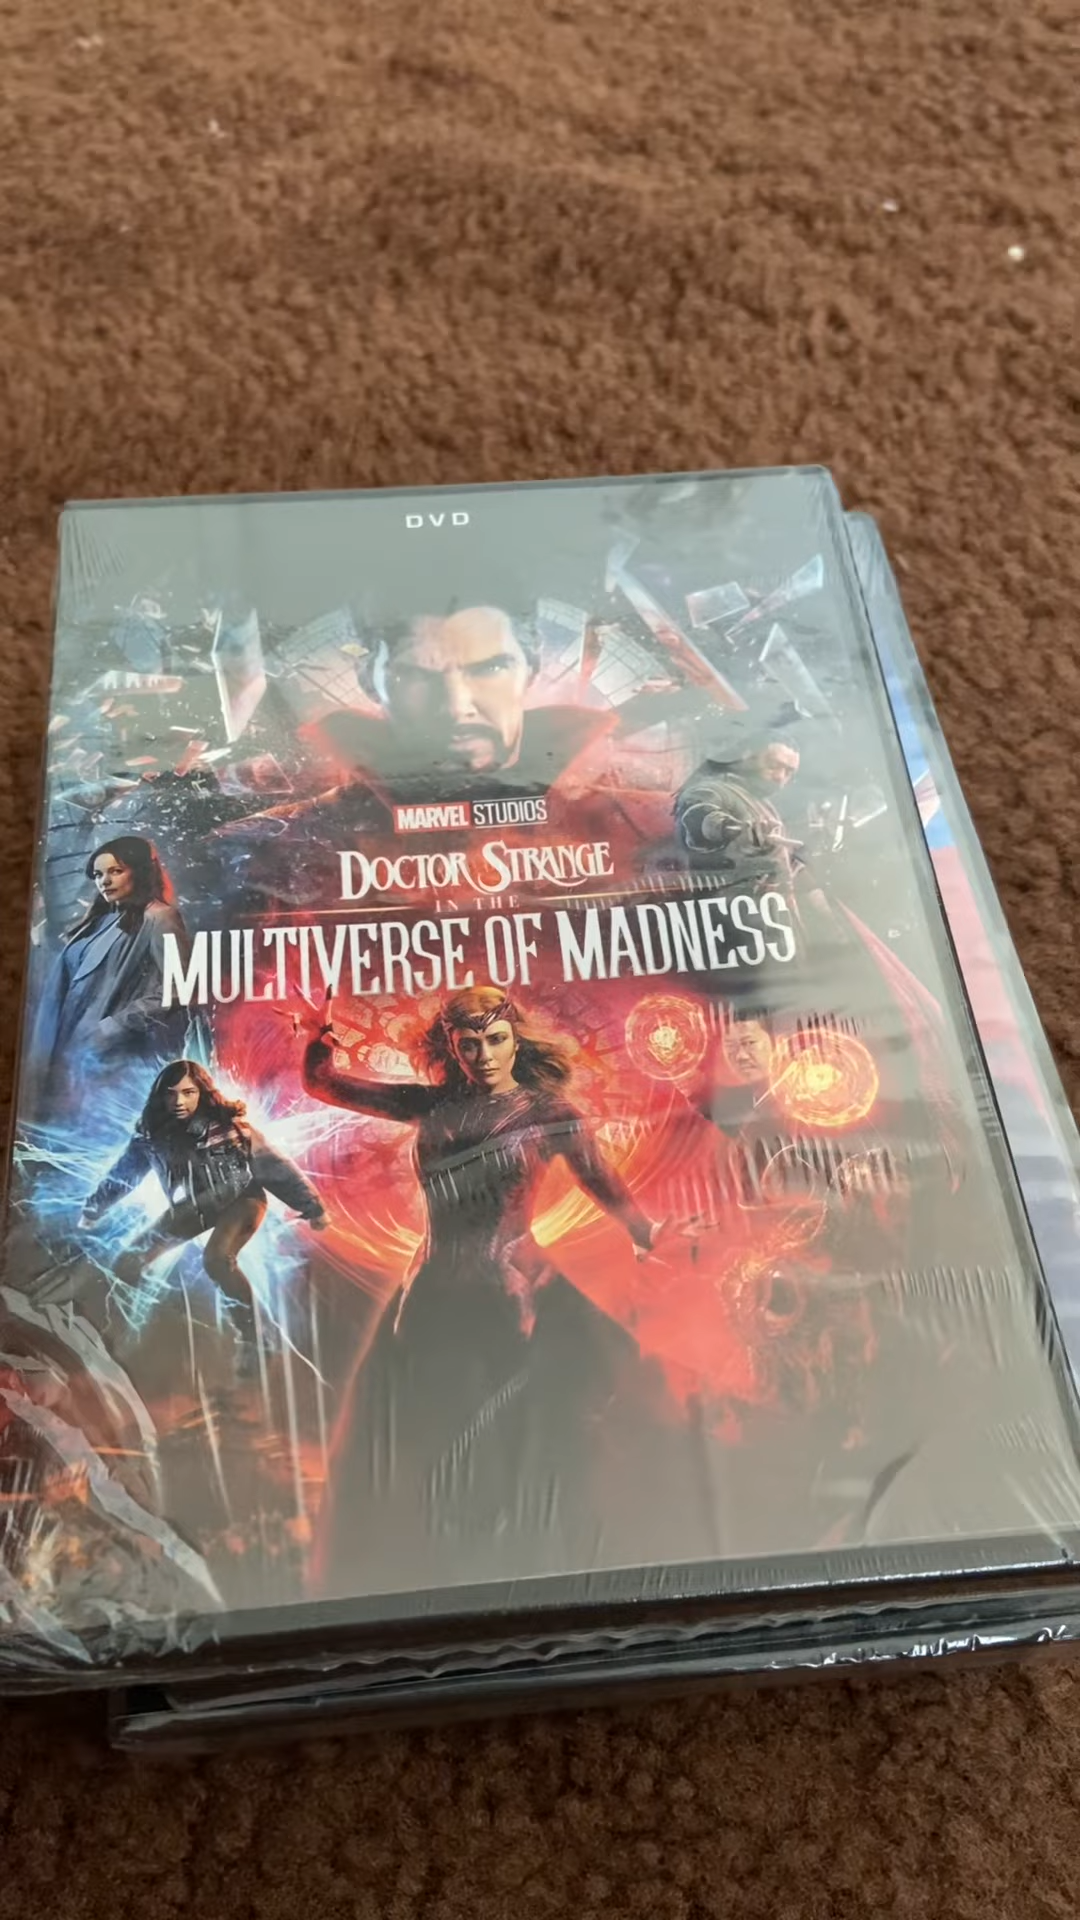 DVD
MARVEL STUDIOS
DOCTOR STRANGE
IN THE
MULTIVERSE OF MADNESS